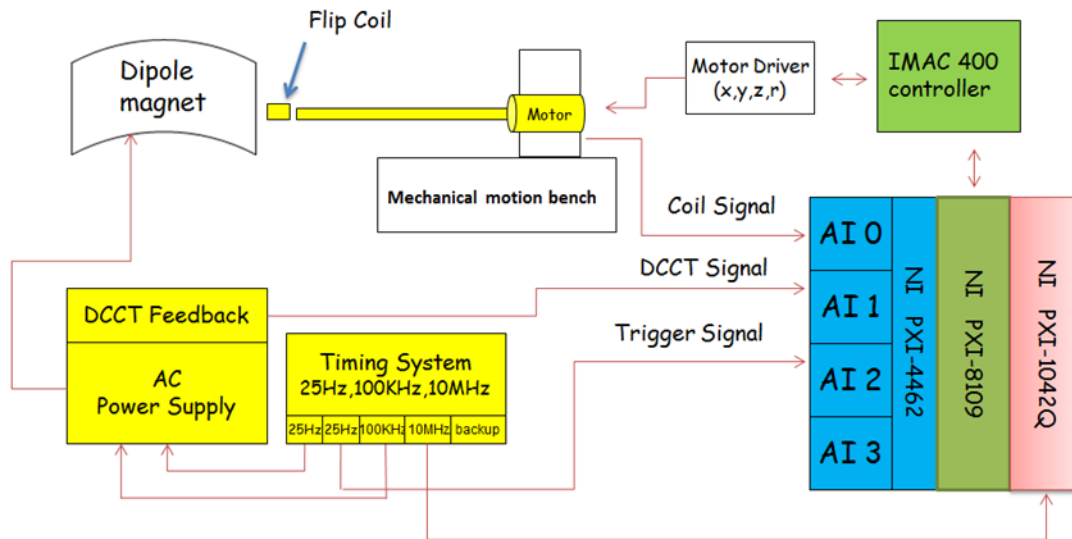 Flip Coil
Dipole
magnet
Motor
Motor Driver
(x,y,z,r)
IMAC 400
controller
Mechanical motion bench
Coil Signal
DCCT Signal
Trigger Signal
DCCT Feedback
AC
Power Supply
Timing System
25Hz,100KHz,10MHz
25Hz 25Hz 100KHz 10MHz backup
AI 0
AI 1
AI 2
AI 3
NI PXI-4462
NI PXI-8109
NI PXI-1042Q